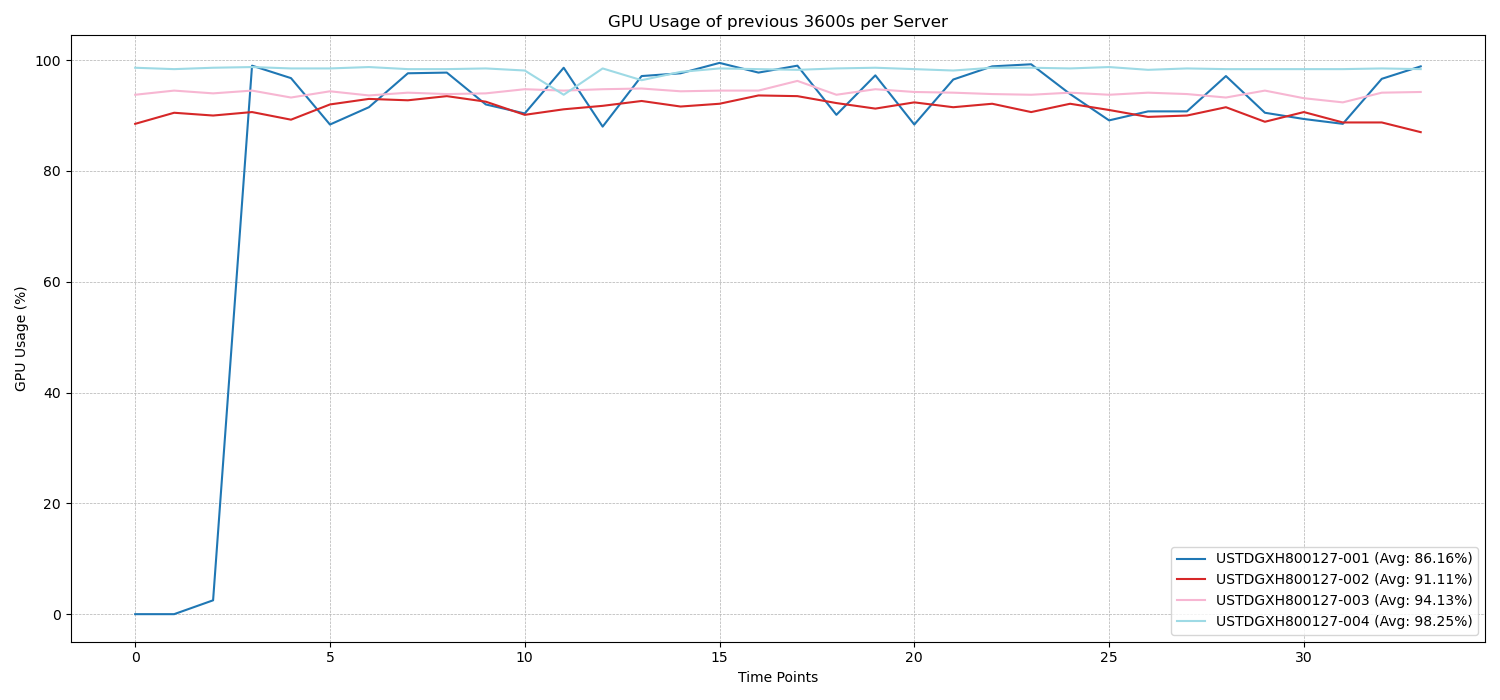 GPU Usage of previous 3600s per Server
GPU Usage (%)
100
80
60
40
20
0
0 5 10 15 20 25 30
Time Points
USTDGXH800127-001 (Avg: 86.16%)
USTDGXH800127-002 (Avg: 91.11%)
USTDGXH800127-003 (Avg: 94.13%)
USTDGXH800127-004 (Avg: 98.25%)